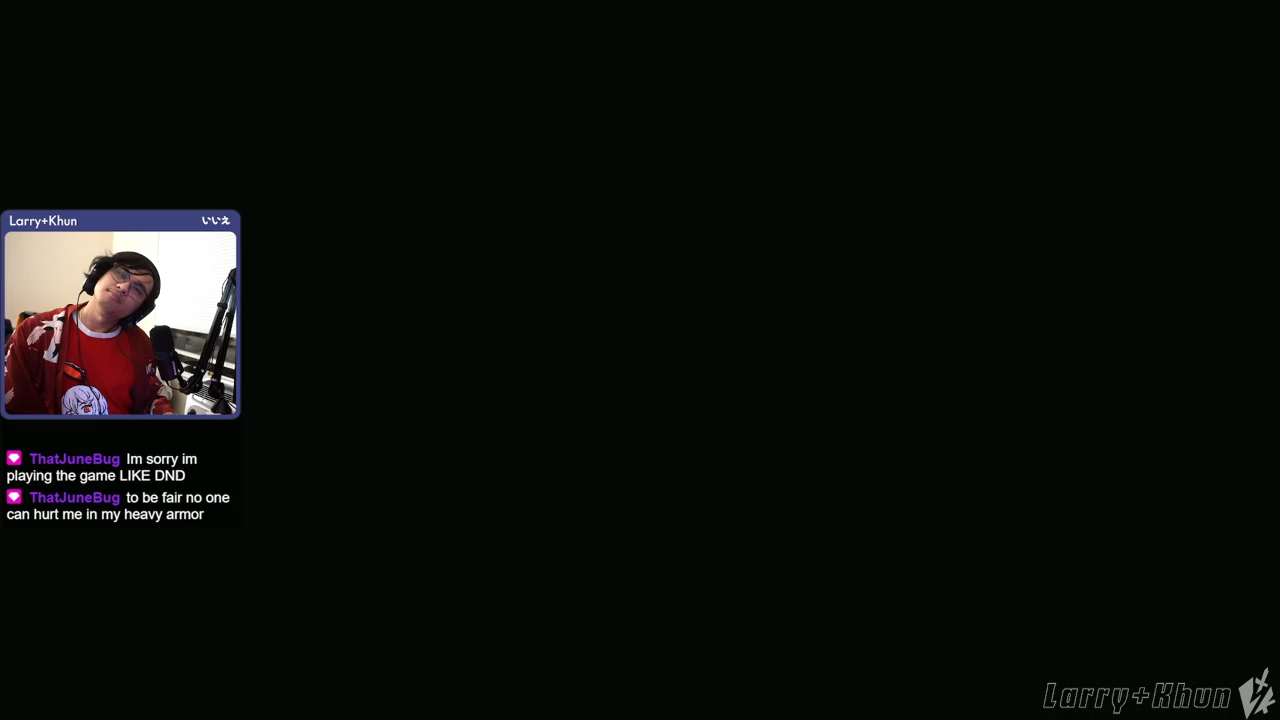 Larry+Khun いいえ
ThatJuneBug Im sorry im
playing the game LIKE DND
ThatJuneBug to be fair no one
can hurt me in my heavy armor
Larry+Khun